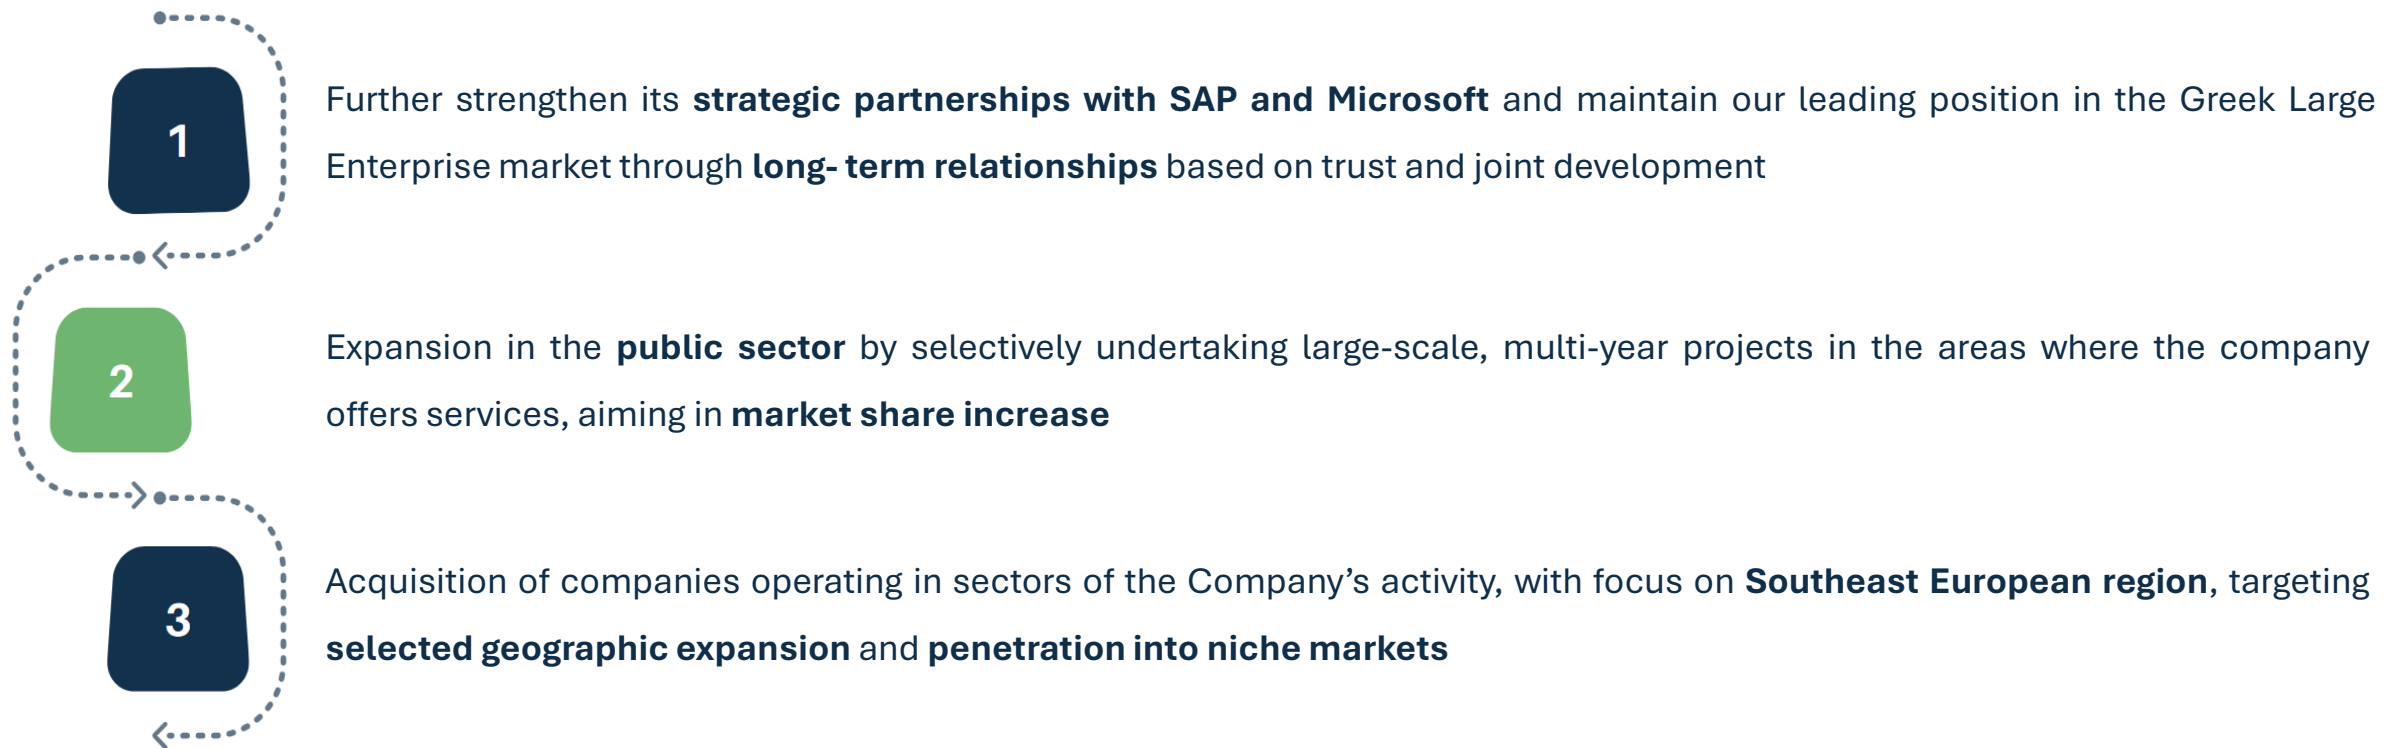 1
Further strengthen its strategic partnerships with SAP and Microsoft and maintain our leading position in the Greek Large
Enterprise market through long- term relationships based on trust and joint development
2
Expansion in the public sector by selectively undertaking large-scale, multi-year projects in the areas where the company
offers services, aiming in market share increase
3
Acquisition of companies operating in sectors of the Company’s activity, with focus on Southeast European region, targeting
selected geographic expansion and penetration into niche markets